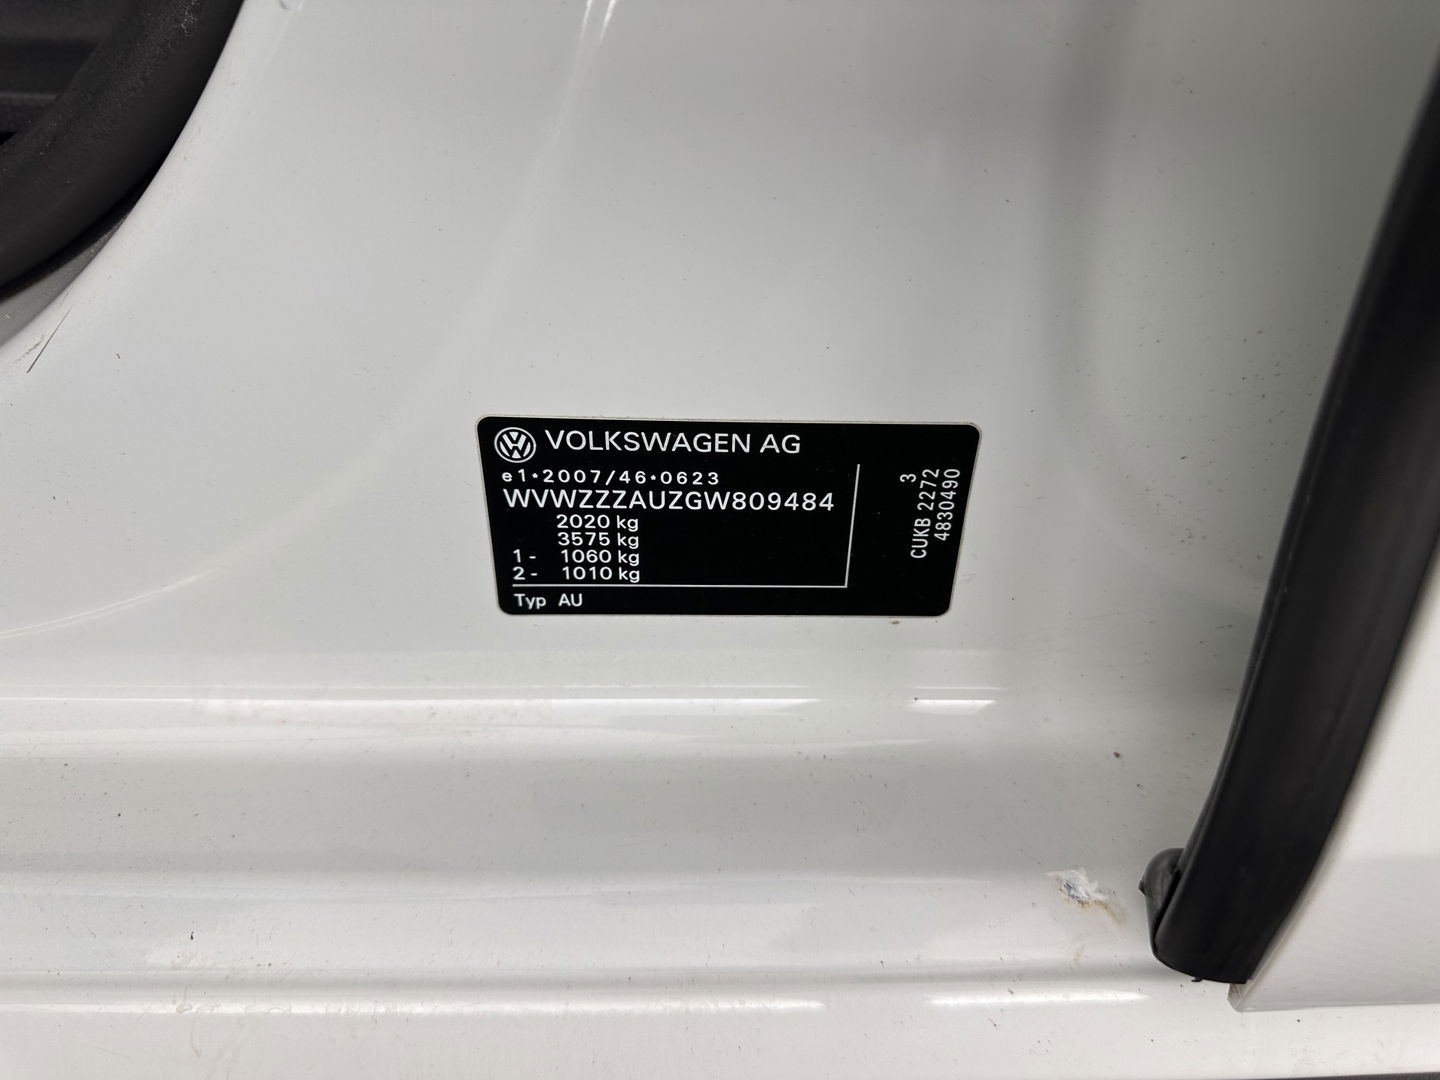 VOLKSWAGEN AG
e1*2007/46*0623
WVWZZZAUZGW809484
2020 kg
3575 kg
1- 1060 kg
2- 1010 kg
Typ AU
3
CUKB 2272
4830490